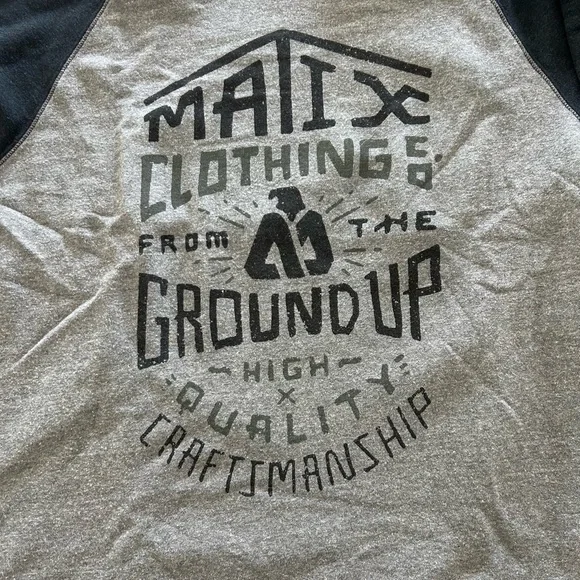 MATIX
CLOTHING CO.
FROM THE
GROUND UP
~ HIGH ~
x
QUALITY
CRAFTSMANSHIP